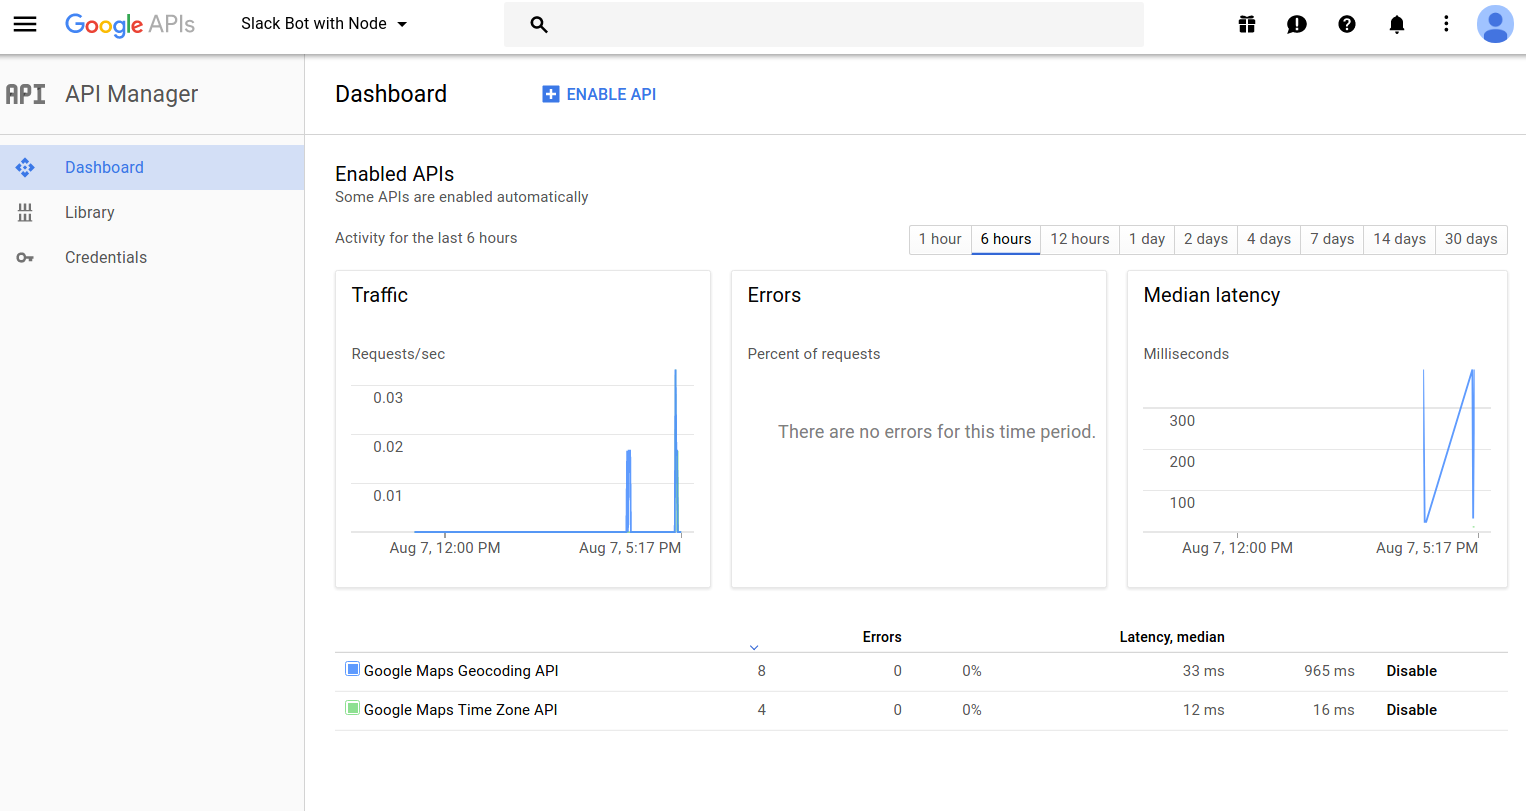 Google APIs
Slack Bot with Node
API API Manager
Dashboard
ENABLE API
Dashboard
Library
Credentials
Enabled APIs
Some APIs are enabled automatically
Activity for the last 6 hours
1 hour 6 hours 12 hours 1 day 2 days 4 days 7 days 14 days 30 days
Traffic
Requests/sec
0.03
0.02
0.01
Aug 7, 12:00 PM Aug 7, 5:17 PM
Errors
Percent of requests
There are no errors for this time period.
Median latency
Milliseconds
300
200
100
Aug 7, 12:00 PM Aug 7, 5:17 PM
Errors Latency, median
Google Maps Geocoding API 8 0 0% 33 ms 965 ms Disable
Google Maps Time Zone API 4 0 0% 12 ms 16 ms Disable